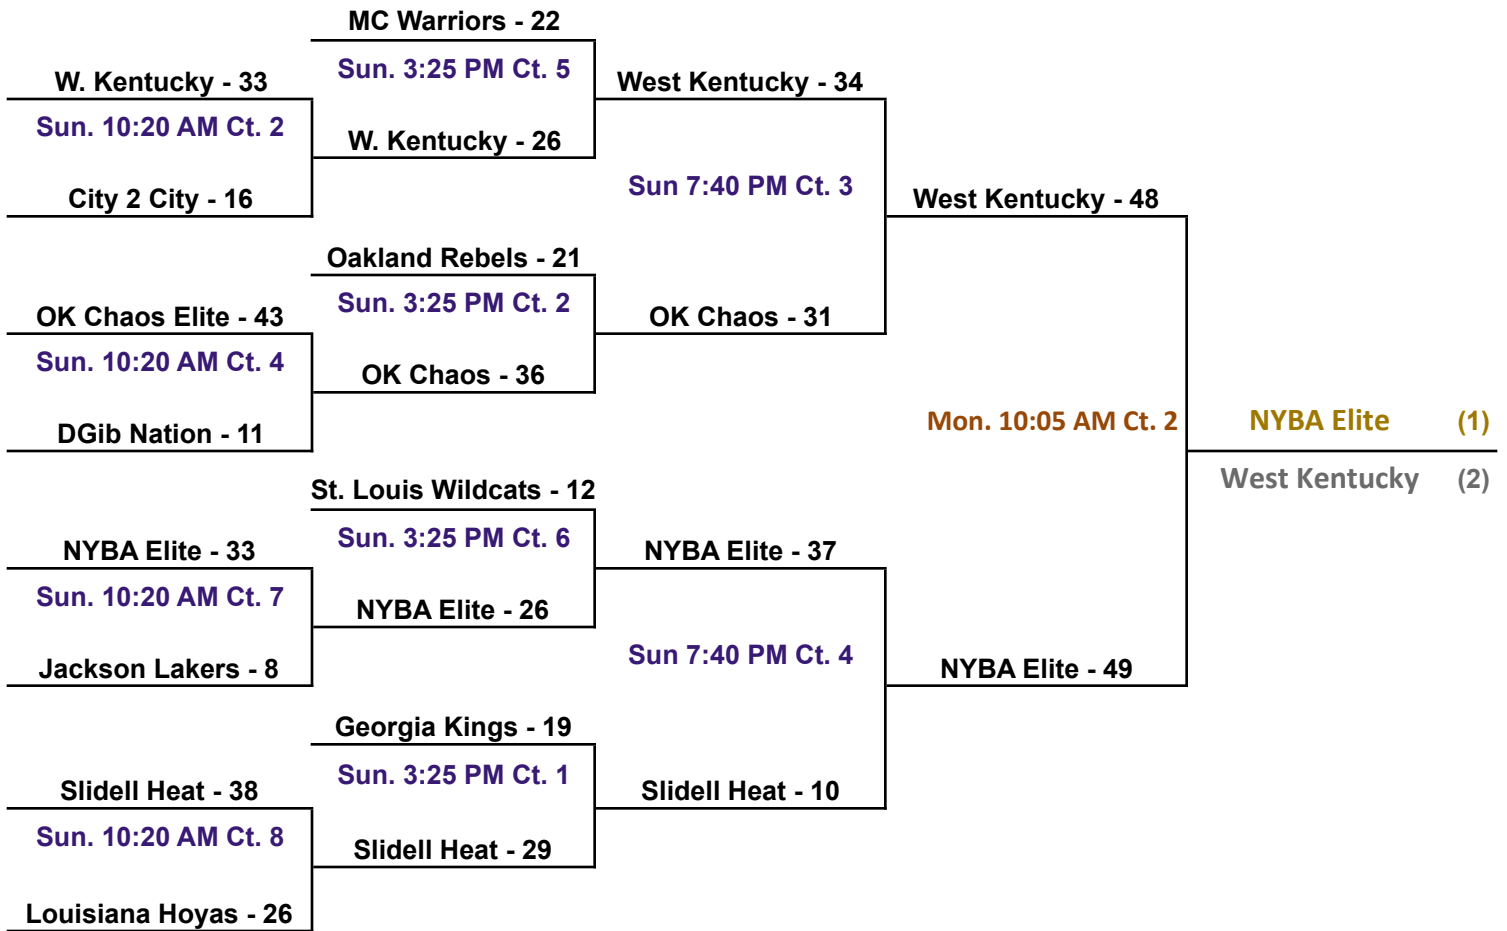 MC Warriors - 22
Sun. 3:25 PM Ct. 5
W. Kentucky - 33
West Kentucky - 34
Sun. 10:20 AM Ct. 2
W. Kentucky - 26
Sun 7:40 PM Ct. 3
City 2 City - 16
West Kentucky - 48
Oakland Rebels - 21
Sun. 3:25 PM Ct. 2
OK Chaos Elite - 43
OK Chaos - 31
Sun. 10:20 AM Ct. 4
OK Chaos - 36
DGib Nation - 11
Mon. 10:05 AM Ct. 2
NYBA Elite (1)
West Kentucky (2)
St. Louis Wildcats - 12
Sun. 3:25 PM Ct. 6
NYBA Elite - 33
NYBA Elite - 37
Sun. 10:20 AM Ct. 7
NYBA Elite - 26
Sun 7:40 PM Ct. 4
Jackson Lakers - 8
NYBA Elite - 49
Georgia Kings - 19
Sun. 3:25 PM Ct. 1
Slidell Heat - 38
Slidell Heat - 10
Sun. 10:20 AM Ct. 8
Slidell Heat - 29
Louisiana Hoyas - 26